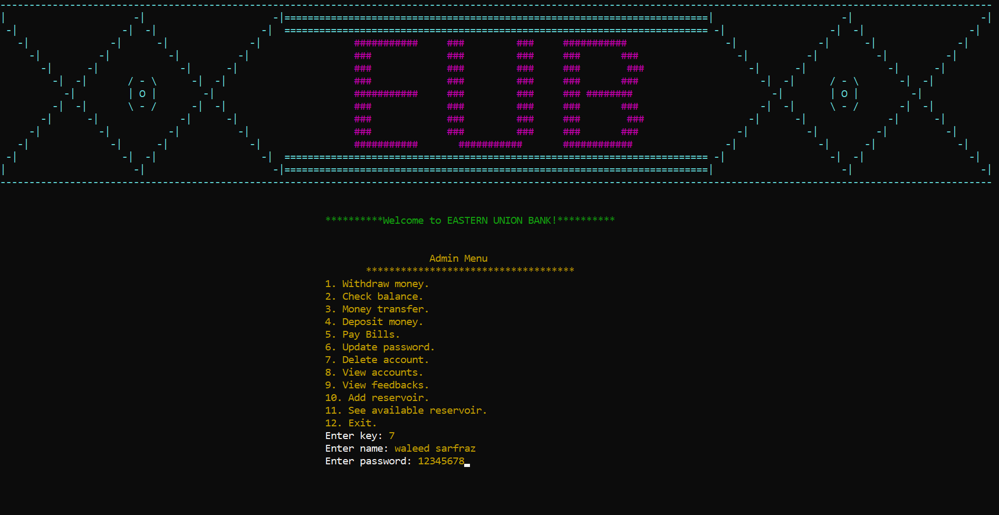 EUB
**********Welcome to EASTERN UNION BANK!**********
Admin Menu
************************************
1. Withdraw money.
2. Check balance.
3. Money transfer.
4. Deposit money.
5. Pay Bills.
6. Update password.
7. Delete account.
8. View accounts.
9. View feedbacks.
10. Add reservoir.
11. See available reservoir.
12. Exit.
Enter key: 7
Enter name: waleed sarfraz
Enter password: 12345678_